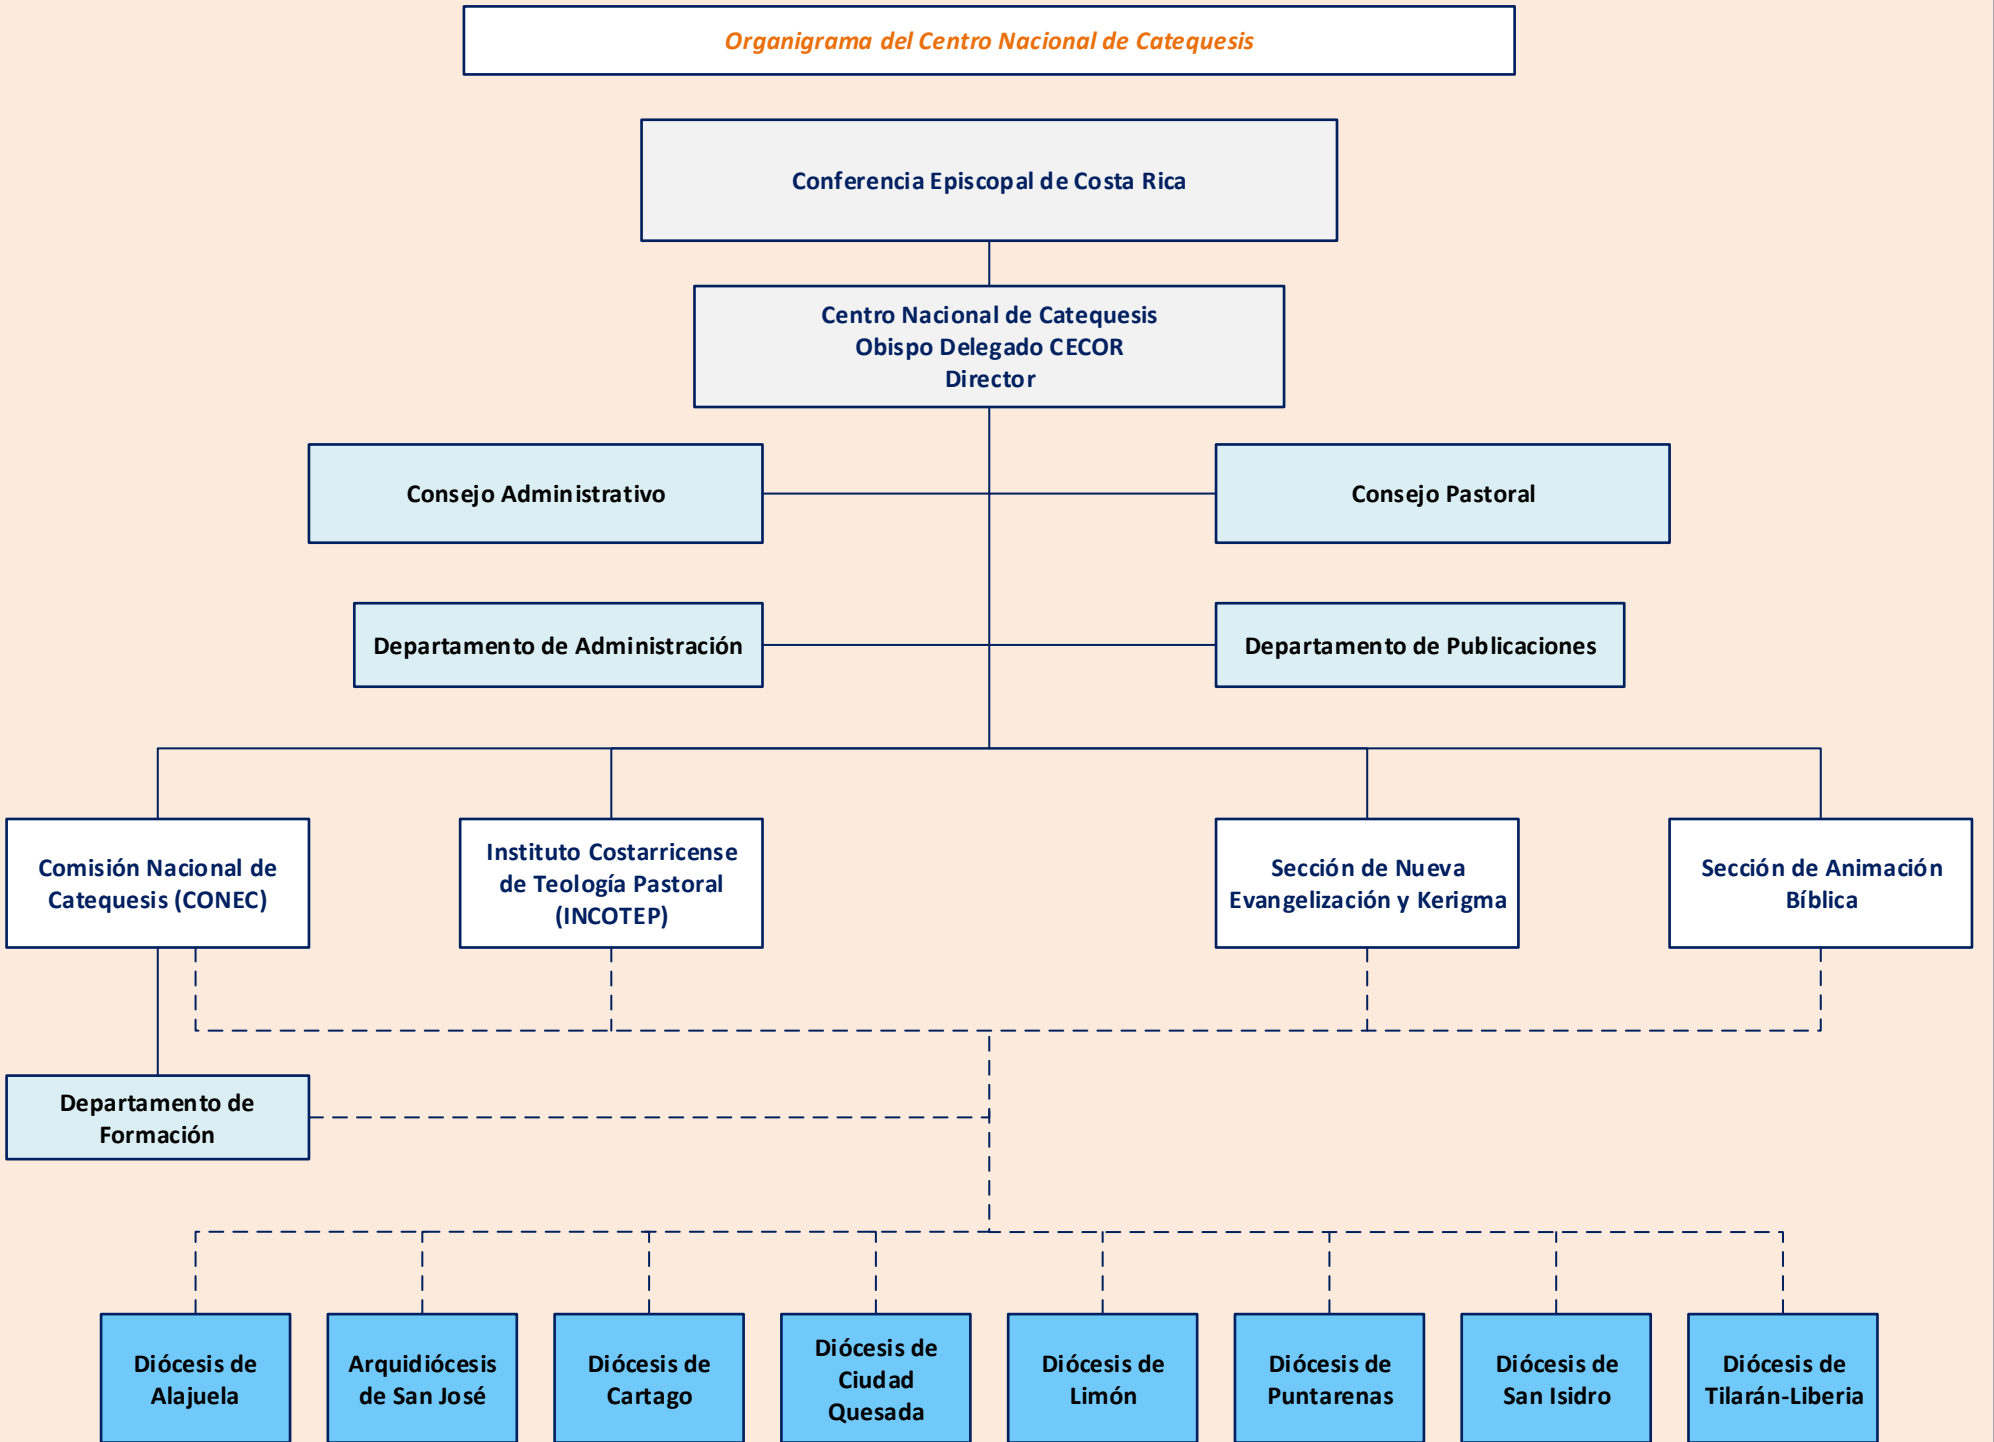 Organigrama del Centro Nacional de Catequesis
Conferencia Episcopal de Costa Rica
Centro Nacional de Catequesis
Obispo Delegado CECOR
Director
Consejo Administrativo
Consejo Pastoral
Departamento de Administración
Departamento de Publicaciones
Comisión Nacional de
Catequesis (CONEC)
Instituto Costarricense
de Teología Pastoral
(INCOTEP)
Sección de Nueva
Evangelización y Kerigma
Sección de Animación
Bíblica
Departamento de
Formación
Diócesis de
Alajuela
Arquidiócesis
de San José
Diócesis de
Cartago
Diócesis de
Ciudad
Quesada
Diócesis de
Limón
Diócesis de
Puntarenas
Diócesis de
San Isidro
Diócesis de
Tilarán-Liberia